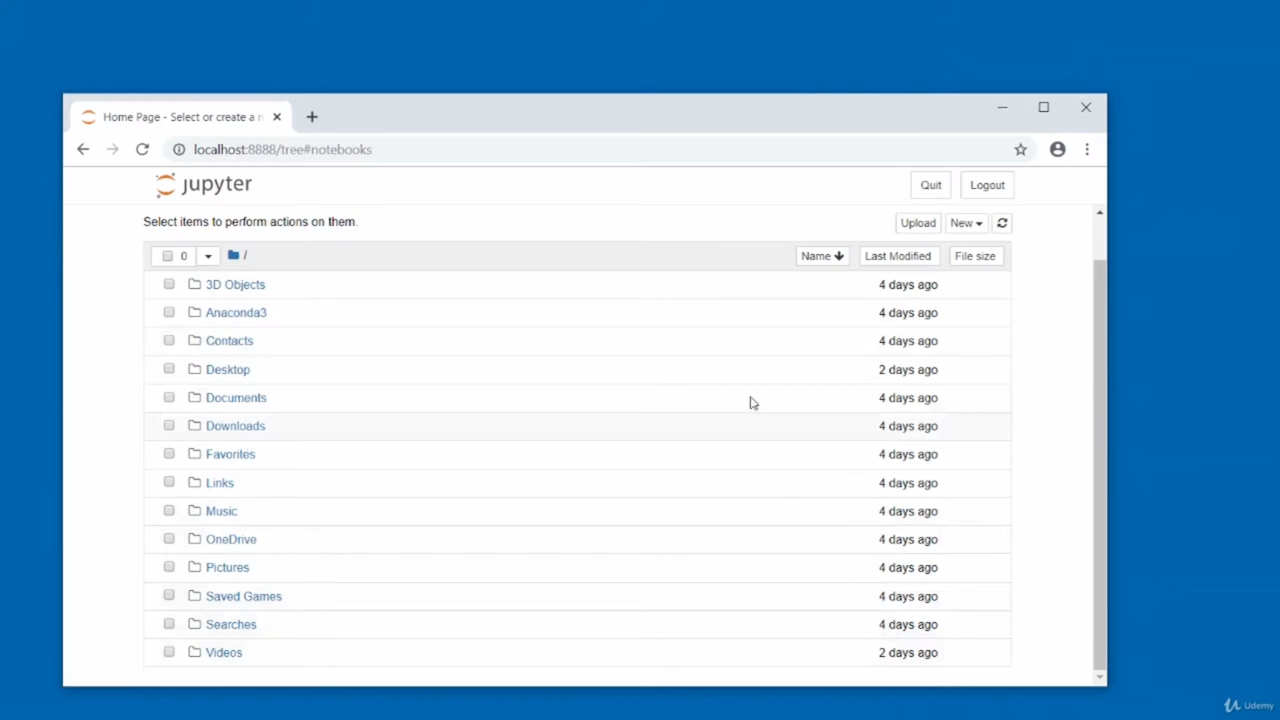 Home Page - Select or create a n
localhost:8888/tree#notebooks
jupyter
Quit Logout
Select items to perform actions on them.
Upload New
0 / Name Last Modified File size
3D Objects 4 days ago
Anaconda3 4 days ago
Contacts 4 days ago
Desktop 2 days ago
Documents 4 days ago
Downloads 4 days ago
Favorites 4 days ago
Links 4 days ago
Music 4 days ago
OneDrive 4 days ago
Pictures 4 days ago
Saved Games 4 days ago
Searches 4 days ago
Videos 2 days ago
Udemy